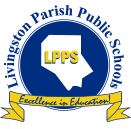 Livingston Parish Public Schools
LPPS
Excellence in Education